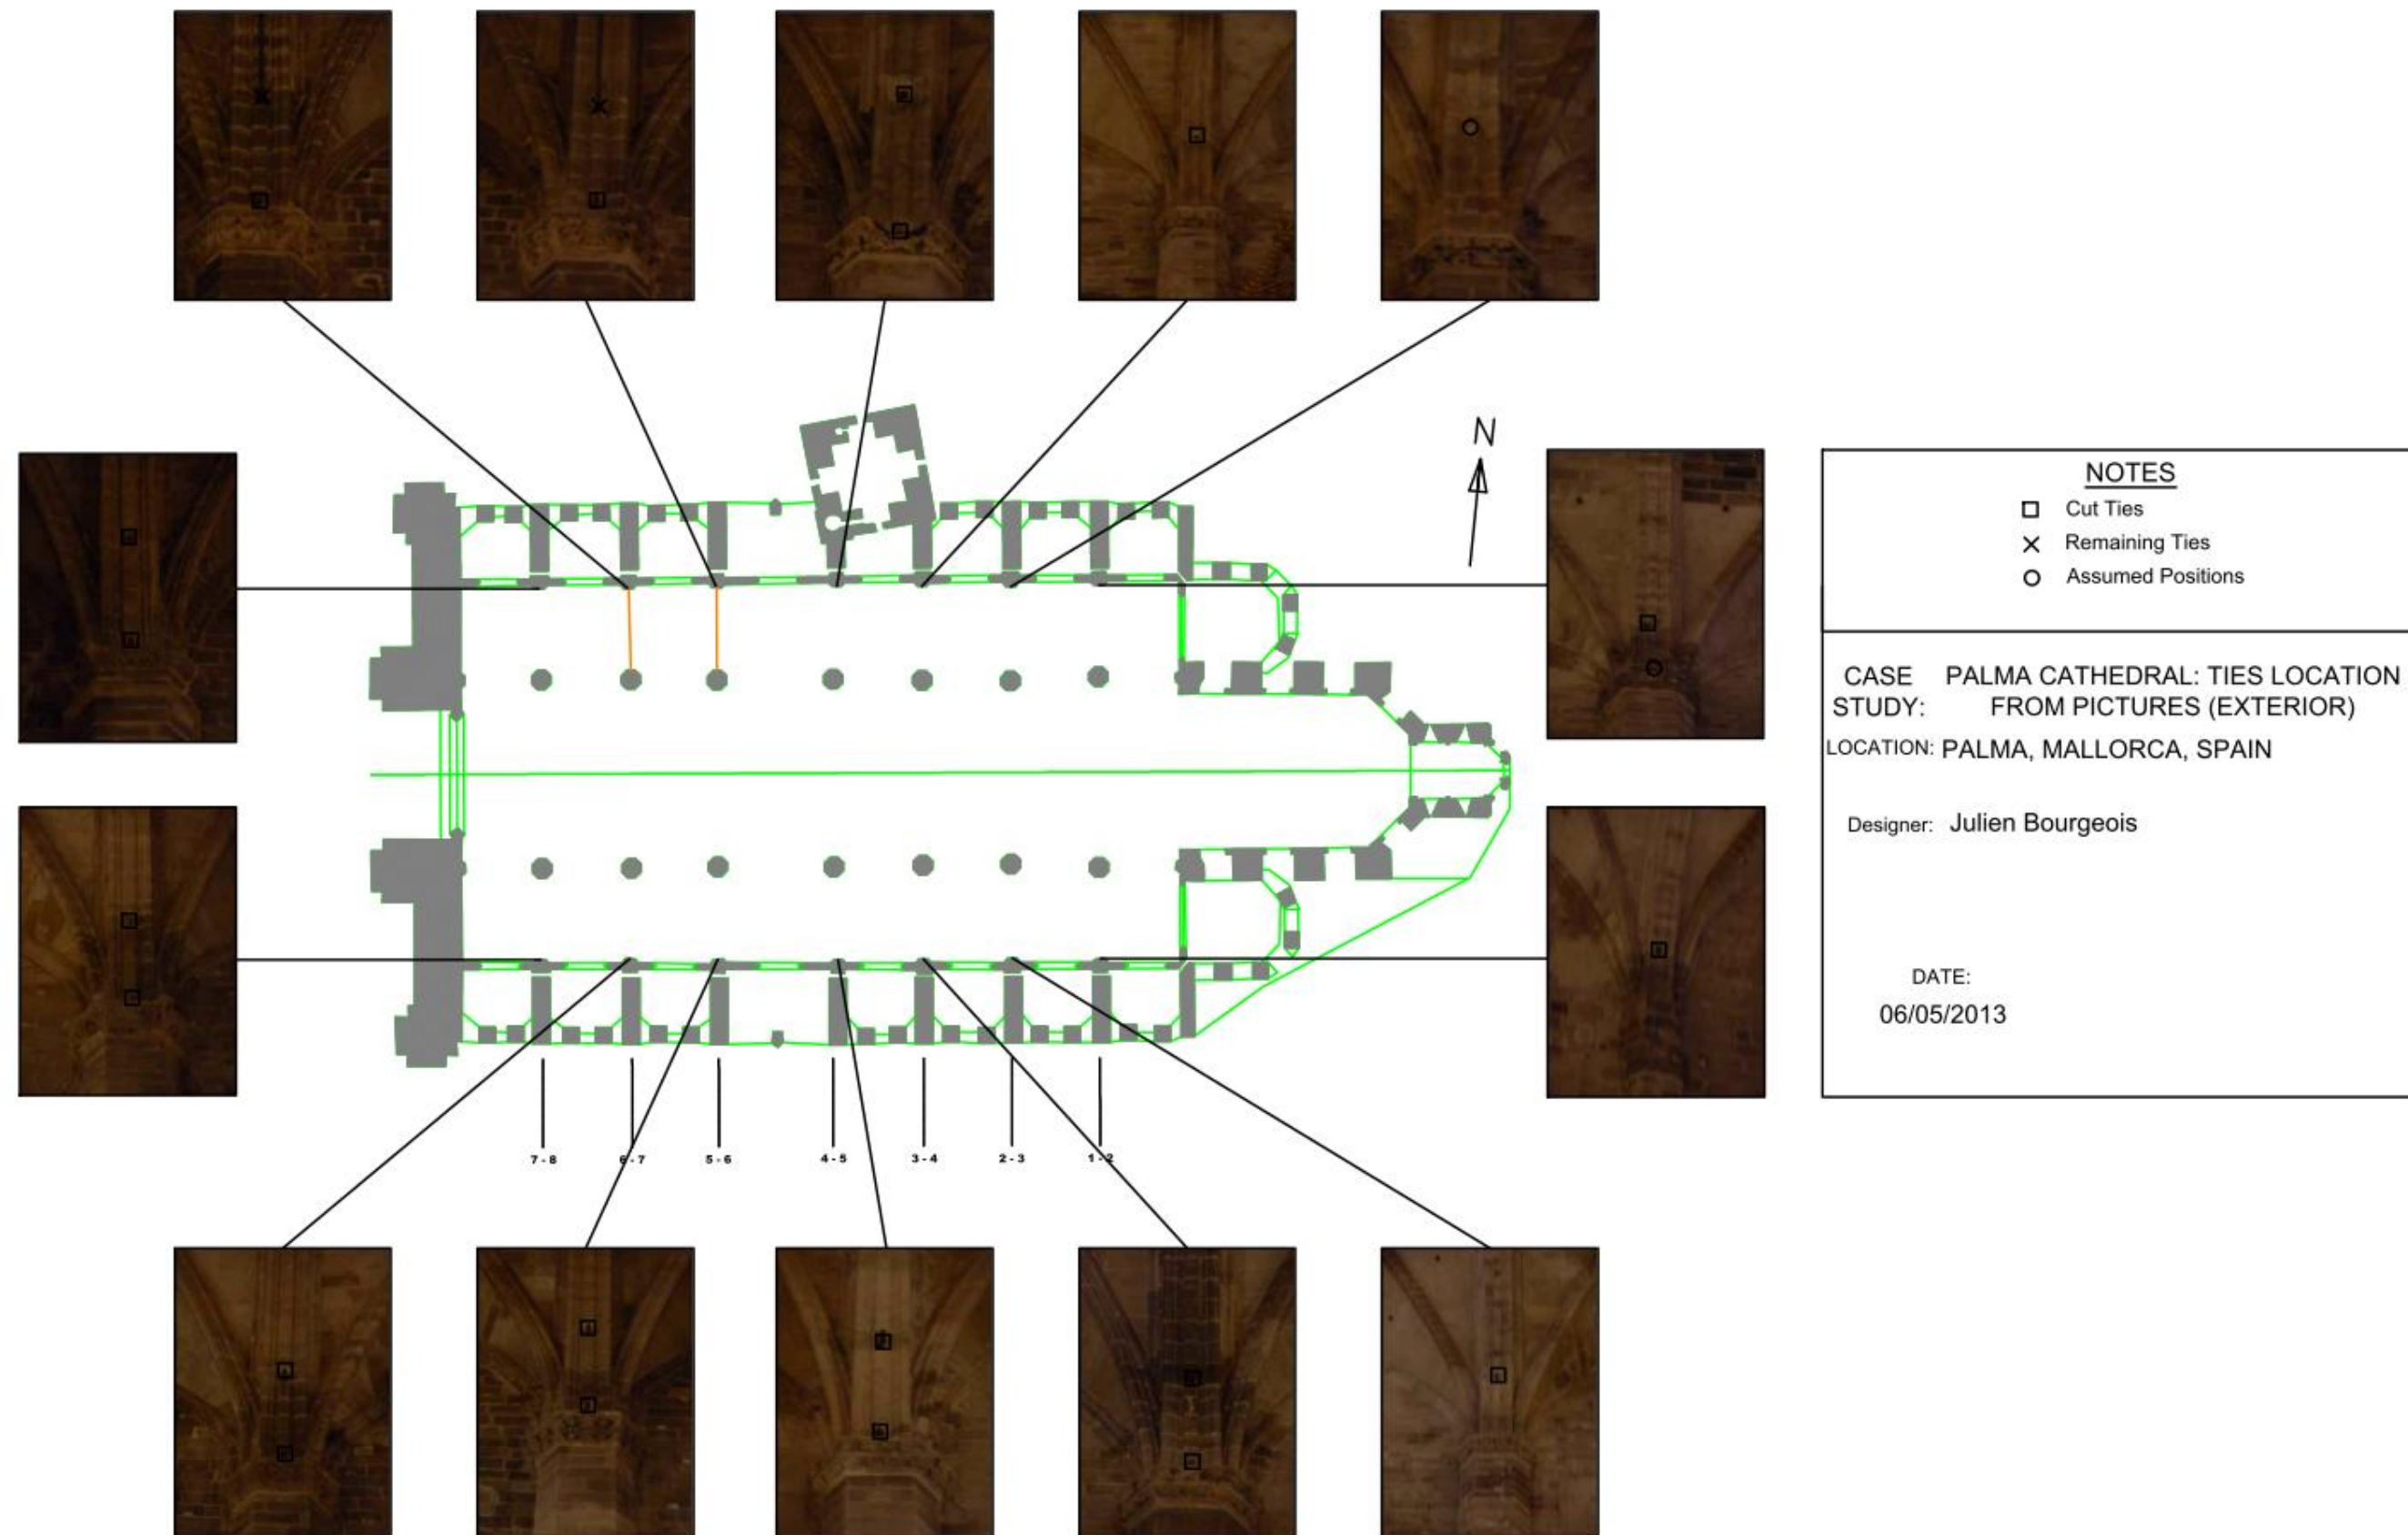 N
NOTES
Cut Ties
Remaining Ties
Assumed Positions
CASE STUDY: PALMA CATHEDRAL: TIES LOCATION
FROM PICTURES (EXTERIOR)
LOCATION: PALMA, MALLORCA, SPAIN
Designer: Julien Bourgeois
DATE:
06/05/2013
7-8 6-7 5-6 4-5 3-4 2-3 1-2